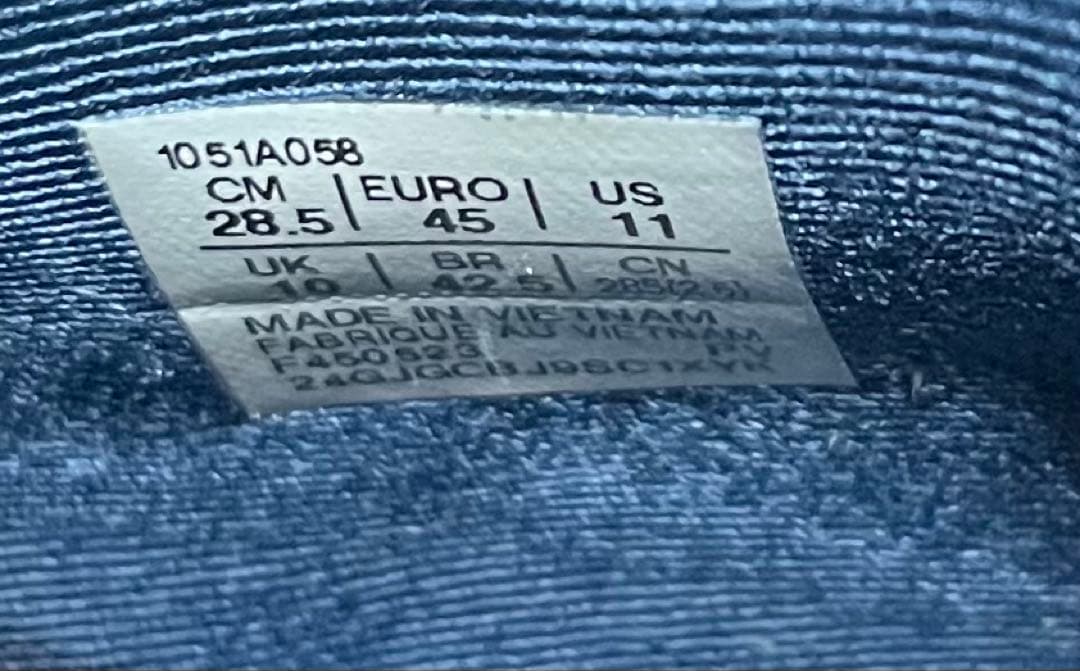 1051A058
CM | EURO | US
28.5 45 11
UK | BR | CN
10 42.5 285(2.5)
MADE IN VIETNAM
FABRIQUE AU VIETNAM